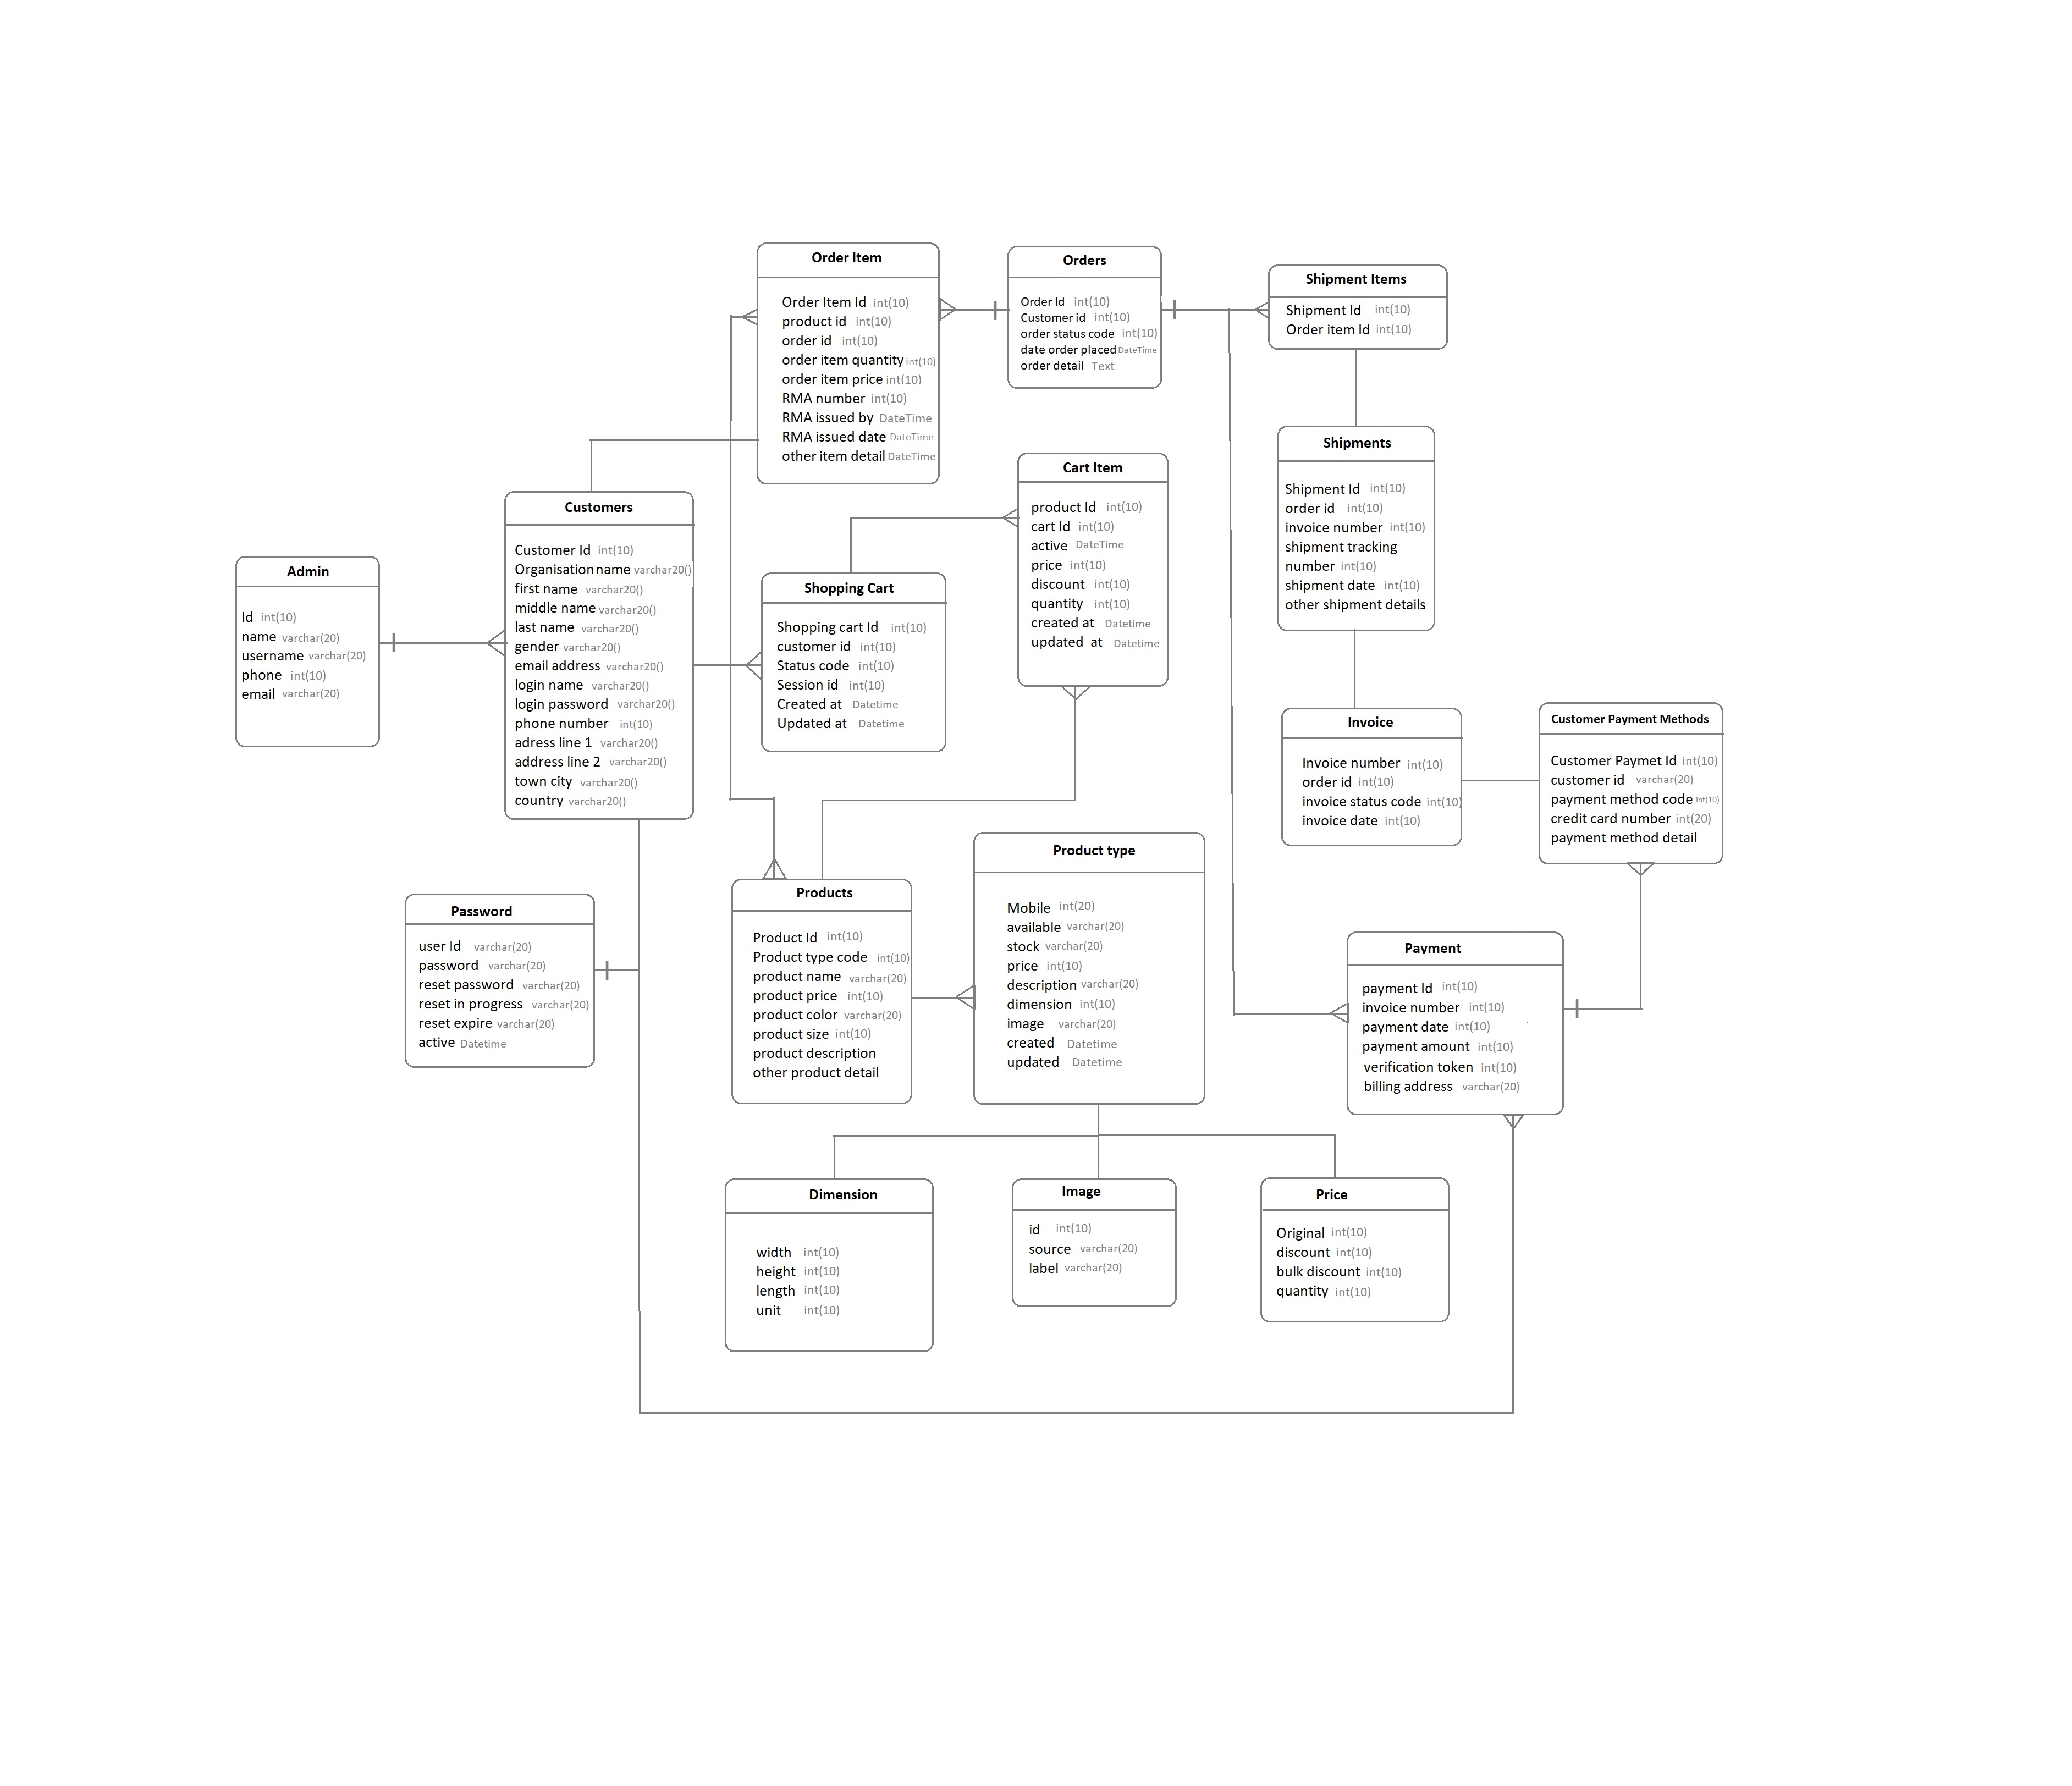 Order Item
Order Item Id int(10)
product id int(10)
order id int(10)
order item quantity int(10)
order item price int(10)
RMA number int(10)
RMA issued by DateTime
RMA issued date DateTime
other item detail DateTime
Orders
Order Id int(10)
Customer id int(10)
order status code int(10)
date order placed DateTime
order detail Text
Shipment Items
Shipment Id int(10)
Order item Id int(10)
Shipments
Shipment Id int(10)
order id int(10)
invoice number int(10)
shipment tracking
number int(10)
shipment date int(10)
other shipment details
Cart Item
product Id int(10)
cart Id int(10)
active DateTime
price int(10)
discount int(10)
quantity int(10)
created at Datetime
updated at Datetime
Customers
Customer Id int(10)
Organisation name varchar20()
first name varchar20()
middle name varchar20()
last name varchar20()
gender varchar20()
email address varchar20()
login name varchar20()
login password varchar20()
phone number int(10)
adress line 1 varchar20()
address line 2 varchar20()
town city varchar20()
country varchar20()
Admin
Id int(10)
name varchar(20)
username varchar(20)
phone int(10)
email varchar(20)
Shopping Cart
Shopping cart Id int(10)
customer id int(10)
Status code int(10)
Session id int(10)
Created at Datetime
Updated at Datetime
Invoice
Invoice number int(10)
order id int(10)
invoice status code int(10)
invoice date int(10)
Customer Payment Methods
Customer Paymet Id int(10)
customer id varchar(20)
payment method code int(10)
credit card number int(20)
payment method detail
Password
user Id varchar(20)
password varchar(20)
reset password varchar(20)
reset in progress varchar(20)
reset expire varchar(20)
active Datetime
Products
Product Id int(10)
Product type code int(10)
product name varchar(20)
product price int(10)
product color varchar(20)
product size int(10)
product description
other product detail
Product type
Mobile int(20)
available varchar(20)
stock varchar(20)
price int(10)
description varchar(20)
dimension int(10)
image varchar(20)
created Datetime
updated Datetime
Payment
payment Id int(10)
invoice number int(10)
payment date int(10)
payment amount int(10)
verification token int(10)
billing address varchar(20)
Dimension
width int(10)
height int(10)
length int(10)
unit int(10)
Image
id int(10)
source varchar(20)
label varchar(20)
Price
Original int(10)
discount int(10)
bulk discount int(10)
quantity int(10)